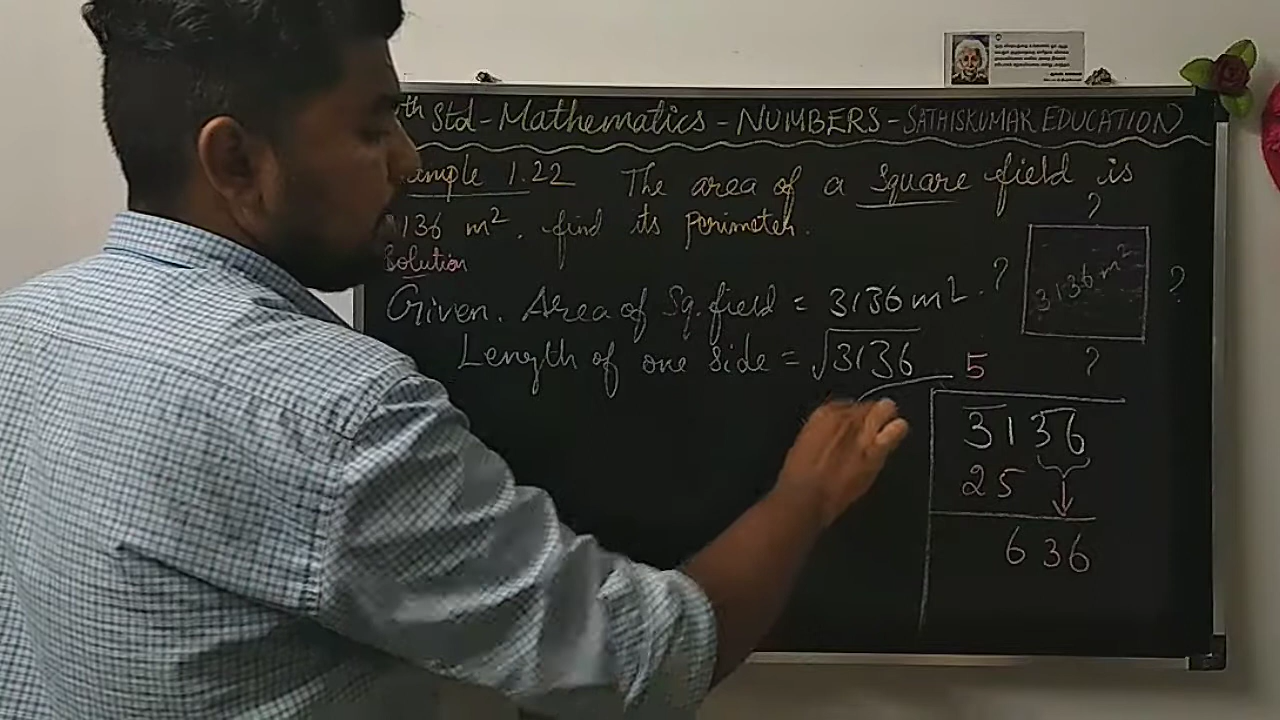 th Std - Mathematics - NUMBERS - SATHISKUMAR EDUCATION
ample 1.22 The area of a square field is
3136 m². find its perimeter.
Solution
Given. Area of Sq. field = 3136 m².
Length of one side = √3136
?
? 3136 m² ?
?
5
3136
25
636